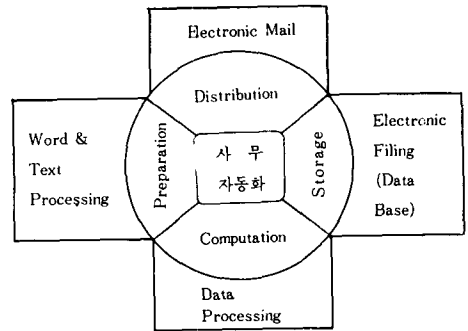 Electronic Mail
Distribution
Word &
Text
Processing
Preparation
사 무
자동화
Storage
Electronic
Filing
(Data
Base)
Computation
Data
Processing